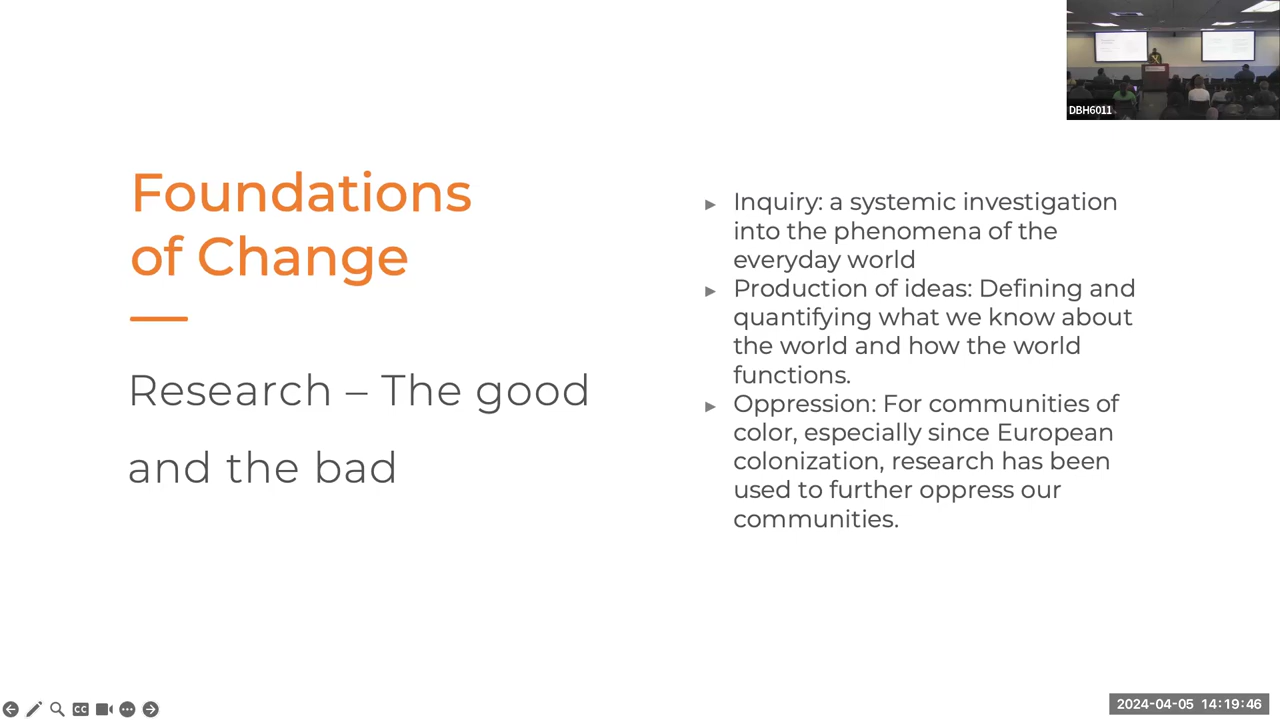 DBH6011
Foundations
of Change
Research – The good
and the bad
▸ Inquiry: a systemic investigation
into the phenomena of the
everyday world
▸ Production of ideas: Defining and
quantifying what we know about
the world and how the world
functions.
▸ Oppression: For communities of
color, especially since European
colonization, research has been
used to further oppress our
communities.
CC
2024-04-05 14:19:46